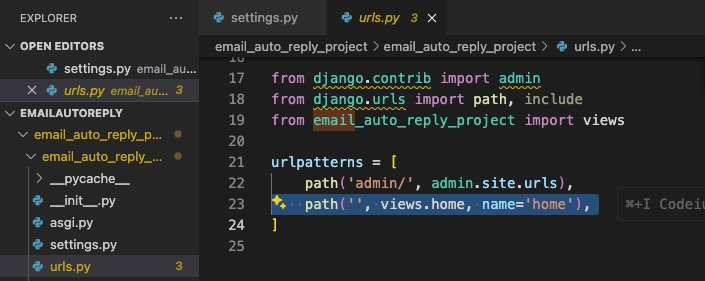 EXPLORER
OPEN EDITORS
settings.py email_au...
urls.py email_au... 3
EMAILAUTOREPLY
email_auto_reply_p...
email_auto_reply_...
__pycache__
__init__.py
asgi.py
settings.py
urls.py 3
settings.py
urls.py 3
email_auto_reply_project > email_auto_reply_project > urls.py > ...
16
17 from django.contrib import admin
18 from django.urls import path, include
19 from email_auto_reply_project import views
20
21 urlpatterns = [
22 path('admin/', admin.site.urls),
23 path('', views.home, name='home'),
⌘+I Codeiu
24 ]
25